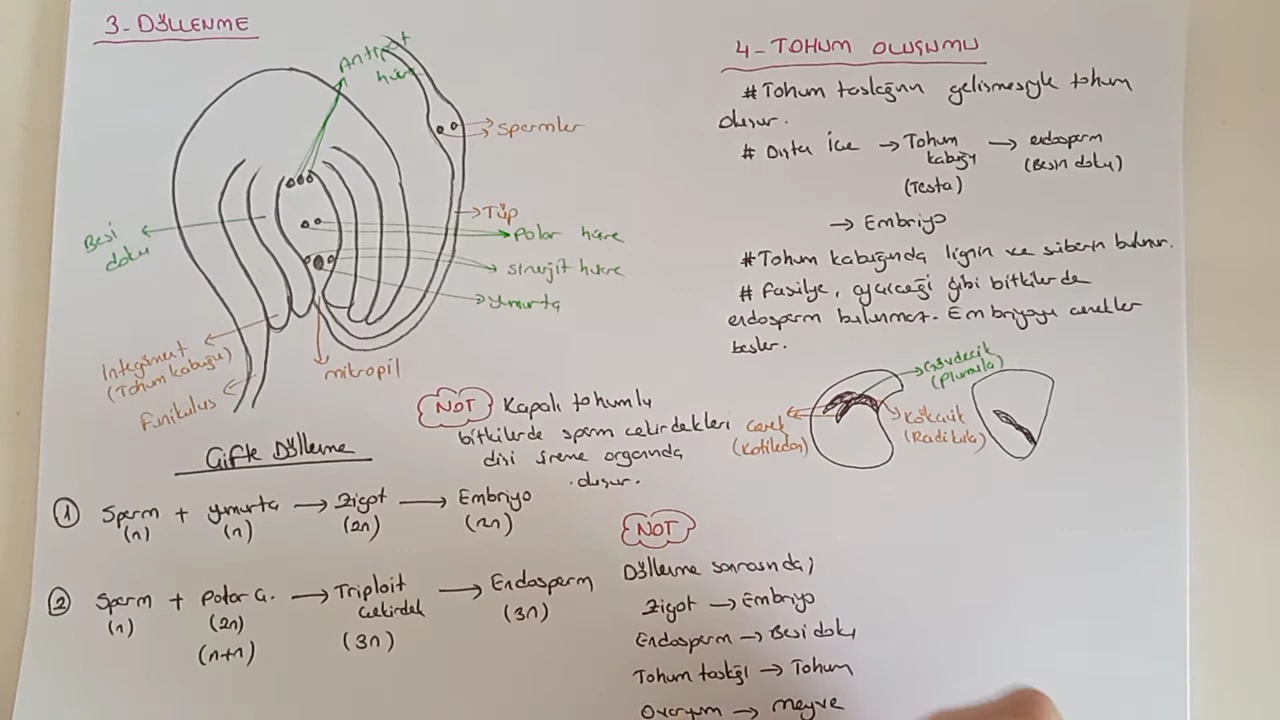 3- DÖLLENME
Antipot
hücre
Spermler
Tüp
Polar hücre
Sinerjit hücre
Yumurta
Besi
doku
İntegüment
(Tohum kabuğu)
Funikulus
mikropil
NOT Kapalı tohumlu
bitkilerde sperm çekirdekleri
dişi üreme organında
oluşur.
Çifte Dölleme
1 Sperm + yumurta → Zigot → Embriyo
(n) (n) (2n) (2n)
2 Sperm + Polar Ç. → Triploit → Endosperm
çekirdek
(n) (2n) (3n) (3n)
(n+n)
4- TOHUM OLUŞUMU
# Tohum taslağının gelişmesiyle tohum
oluşur.
# Dıştan İçe → Tohum → endosperm
kabuğu (Besin doku)
(Testa)
→ Embriyo
# Tohum kabuğunda lignin ve süberin bulunur.
# Fasulye, ayçiçeği gibi bitkilerde
endosperm bulunmaz. Embriyoyu çenekler
besler.
Gövdecik
(Plumula)
Çenek
(Kotiledon)
Kökçük
(Radikula)
NOT
Döllenme sonrasında;
Zigot → Embriyo
Endosperm → Besi doku
Tohum taslağı → Tohum
Ovaryum → meyve